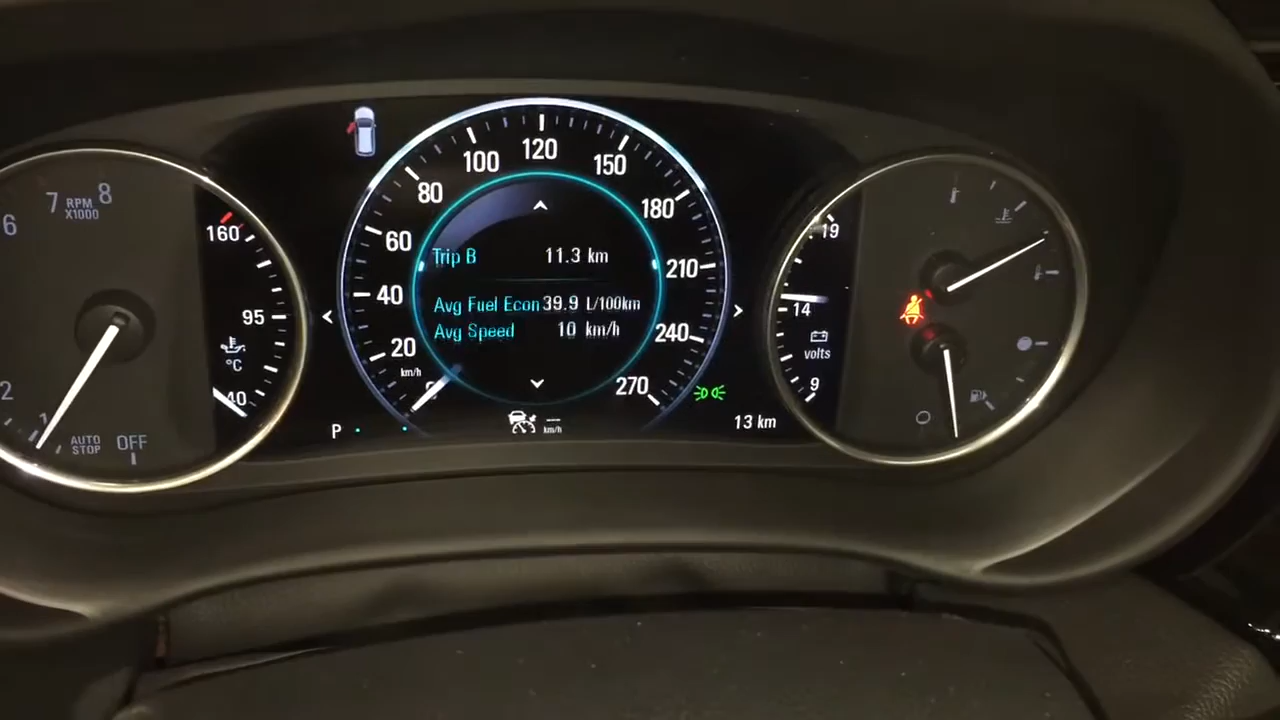 6 7 RPM X1000 8
2 1
AUTO STOP OFF
160
95
°C
40
20 40 60 80 100 120 150 180 210 240 270
km/h
Trip B 11.3 km
Avg Fuel Econ 39.9 L/100km
Avg Speed 10 km/h
P
--- km/h
13 km
19
14
volts
9